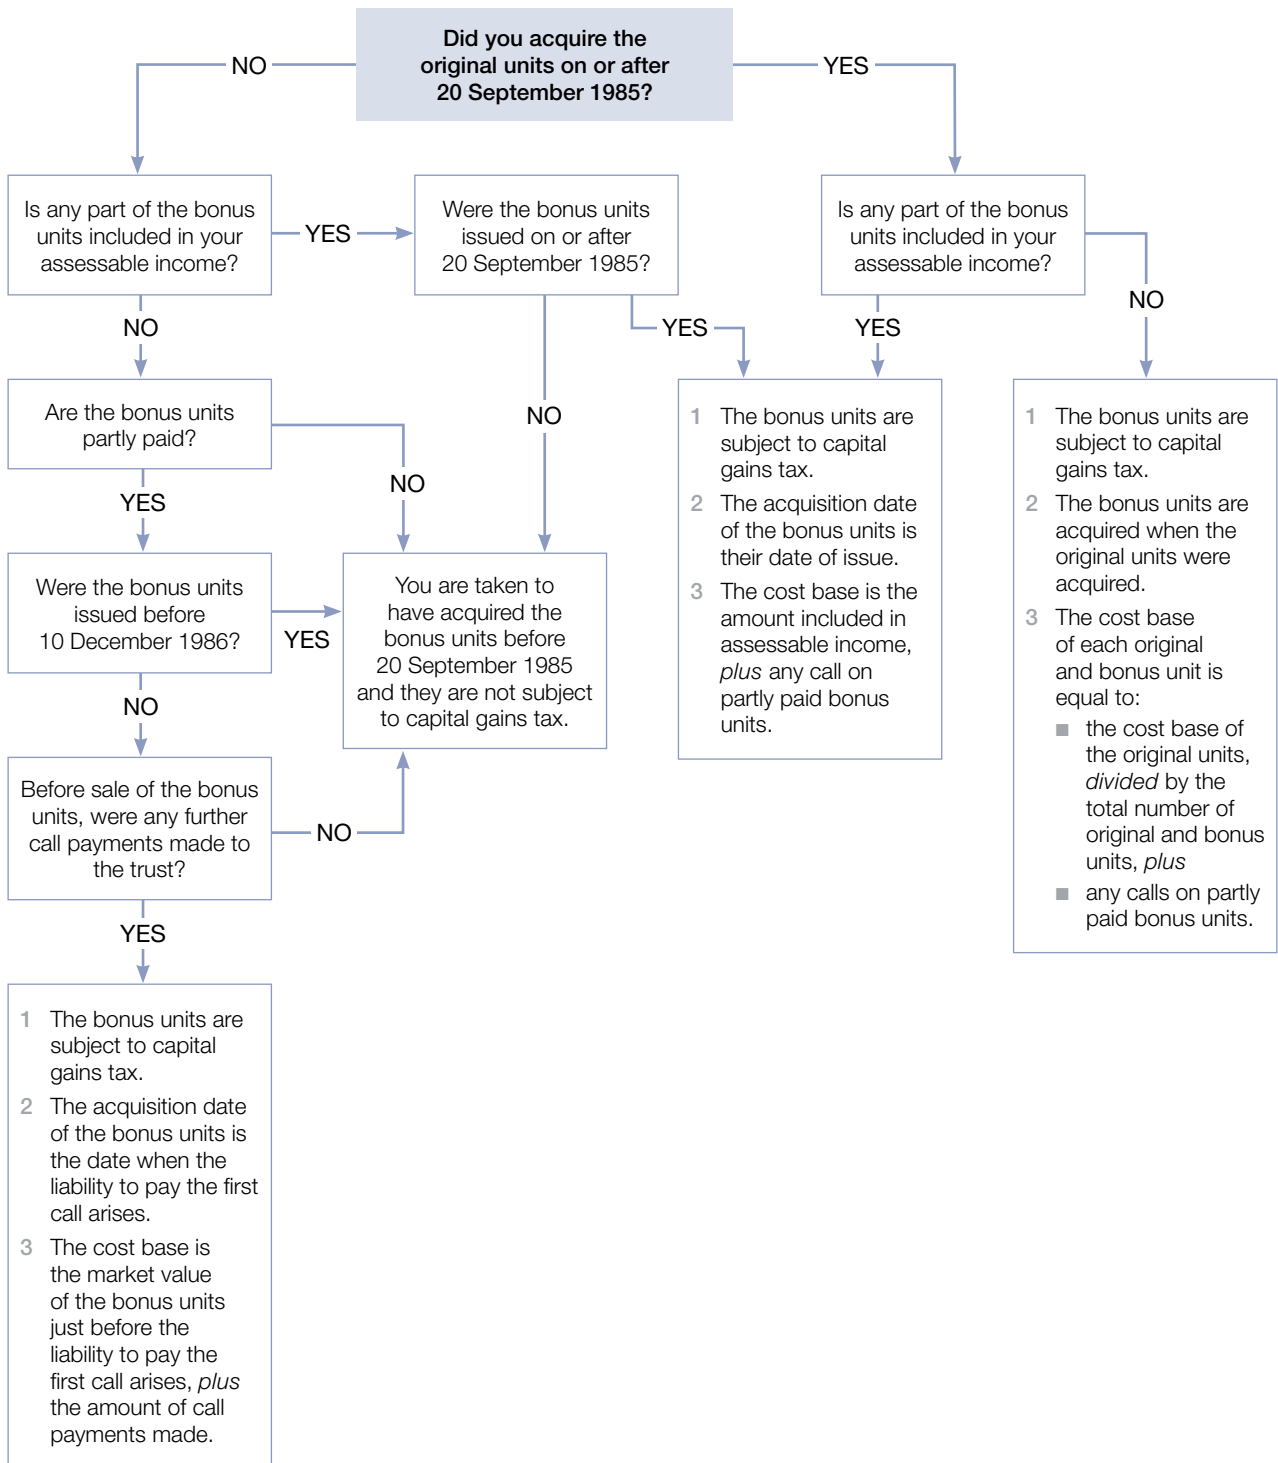 Did you acquire the
original units on or after
20 September 1985?
NO
YES
Is any part of the bonus
units included in your
assessable income?
YES
Were the bonus units
issued on or after
20 September 1985?
Is any part of the bonus
units included in your
assessable income?
NO
YES
YES
NO
Are the bonus units
partly paid?
NO
NO
YES
Were the bonus units
issued before
10 December 1986?
YES
You are taken to
have acquired the
bonus units before
20 September 1985
and they are not subject
to capital gains tax.
1 The bonus units are
subject to capital
gains tax.
2 The acquisition date
of the bonus units is
their date of issue.
3 The cost base is the
amount included in
assessable income,
plus any call on
partly paid bonus
units.
1 The bonus units are
subject to capital
gains tax.
2 The bonus units are
acquired when the
original units were
acquired.
3 The cost base
of each original
and bonus unit is
equal to:
■ the cost base of
the original units,
divided by the
total number of
original and bonus
units, plus
■ any calls on partly
paid bonus units.
NO
Before sale of the bonus
units, were any further
call payments made to
the trust?
NO
YES
1 The bonus units are
subject to capital
gains tax.
2 The acquisition date
of the bonus units is
the date when the
liability to pay the first
call arises.
3 The cost base is
the market value
of the bonus units
just before the
liability to pay the
first call arises, plus
the amount of call
payments made.